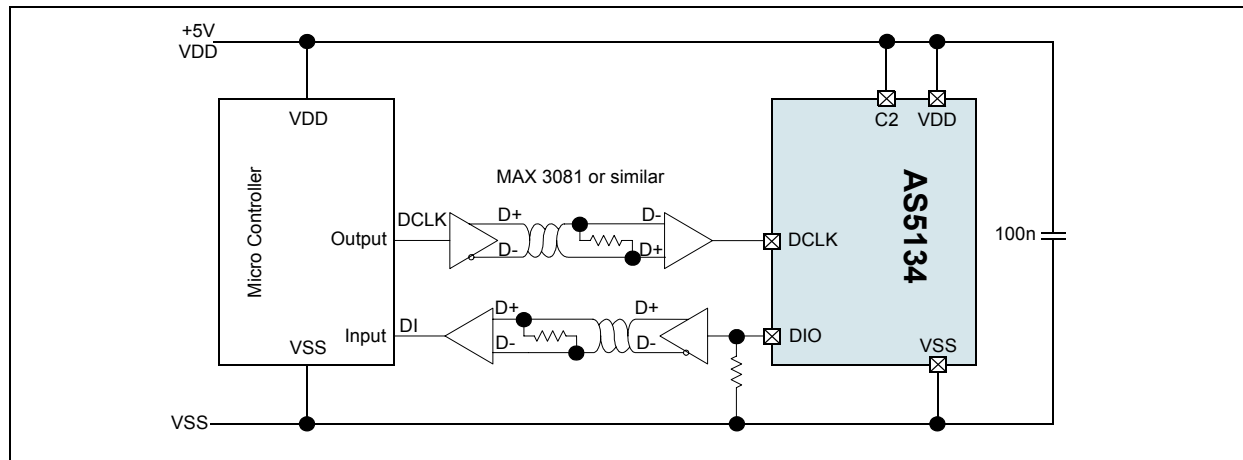 +5V
VDD
VDD
C2
VDD
Micro Controller
MAX 3081 or similar
AS5134
DCLK
D+
D-
Output
D-
D+
DCLK
100n
D+
D+
Input
DI
D-
D-
DIO
VSS
VSS
VSS